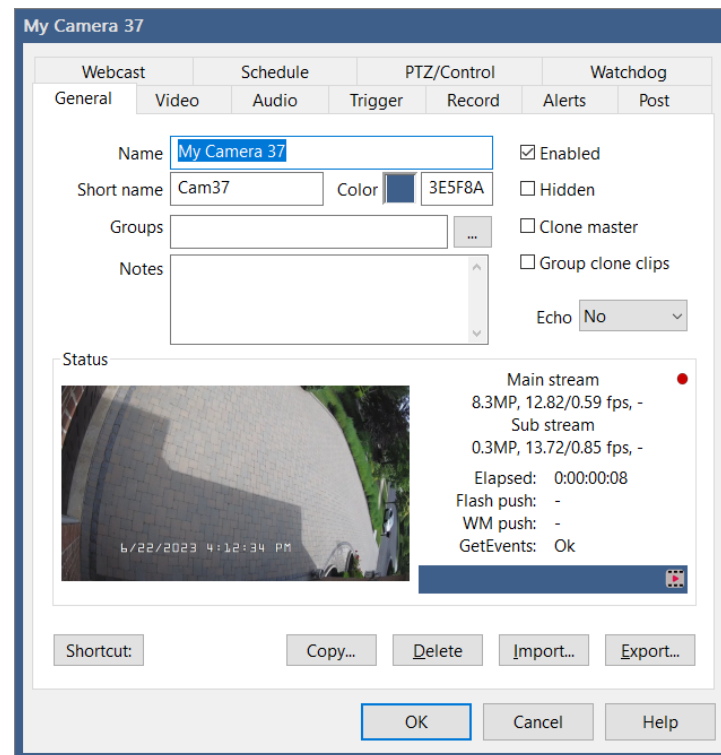 My Camera 37
Webcast Schedule PTZ/Control Watchdog
General Video Audio Trigger Record Alerts Post
Name My Camera 37 Enabled
Short name Cam37 Color 3E5F8A Hidden
Groups ... Clone master
Notes Group clone clips
Echo No
Status
Main stream
8.3MP, 12.82/0.59 fps, -
Sub stream
0.3MP, 13.72/0.85 fps, -
Elapsed: 0:00:00:08
Flash push: -
WM push: -
GetEvents: Ok
6/22/2023 4:12:34 PM
Shortcut: Copy... Delete Import... Export...
OK Cancel Help